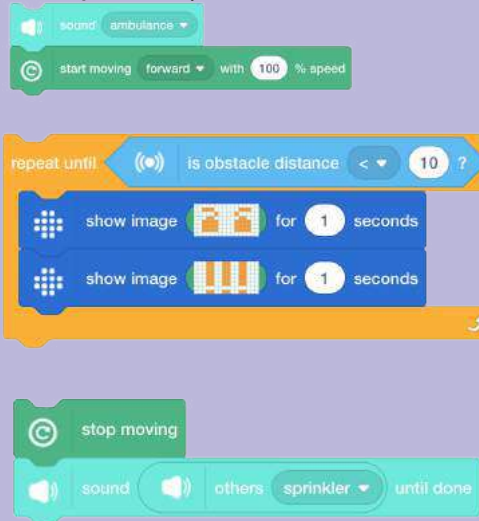 sound ambulance
start moving forward with 100 % speed
repeat until is obstacle distance < 10 ?
show image for 1 seconds
show image for 1 seconds
stop moving
sound others sprinkler until done